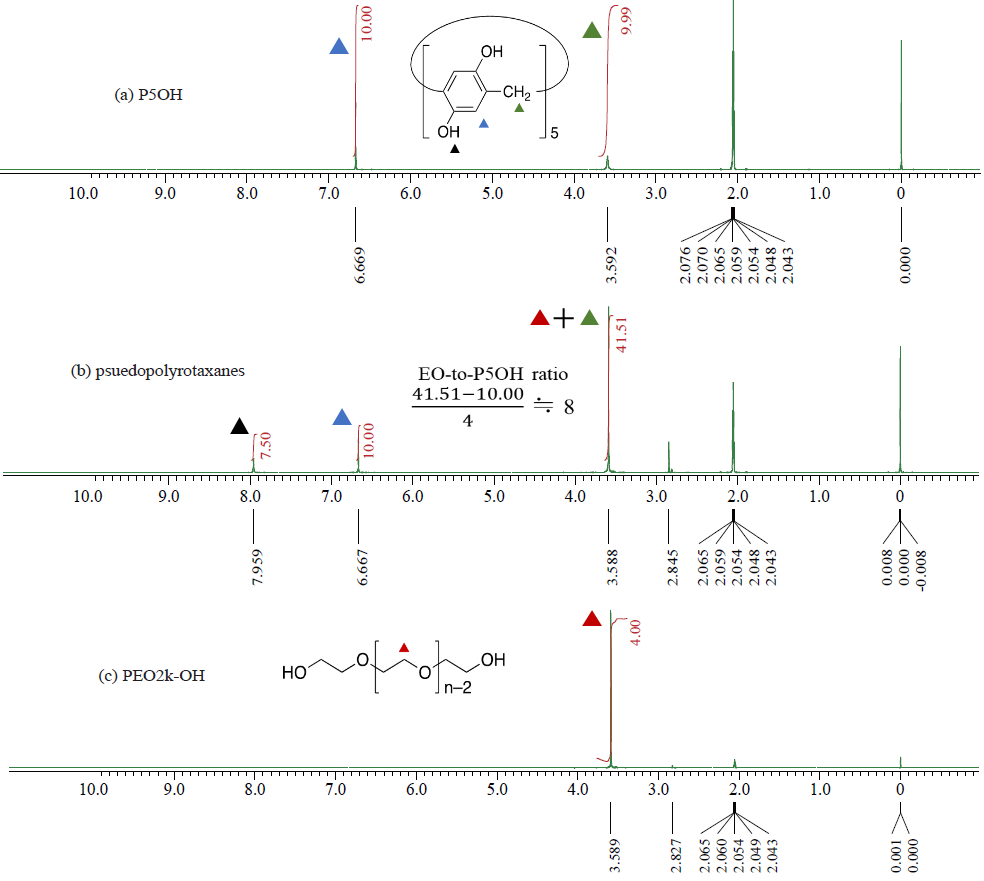 10.00
9.99
OH
(a) P5OH
CH2
OH
5
10.0 9.0 8.0 7.0 6.0 5.0 4.0 3.0 2.0 1.0 0
6.669
3.592
2.076
2.070
2.065
2.059
2.054
2.048
2.043
0.000
+
41.51
(b) psuedopolyrotaxanes
EO-to-P5OH ratio
41.51−10.00
4
≒ 8
7.50
10.00
10.0 9.0 8.0 7.0 6.0 5.0 4.0 3.0 2.0 1.0 0
7.959
6.667
3.588
2.845
2.065
2.059
2.054
2.048
2.043
0.008
0.000
-0.008
4.00
(c) PEO2k-OH
HO
O
O
OH
n−2
10.0 9.0 8.0 7.0 6.0 5.0 4.0 3.0 2.0 1.0 0
3.589
2.827
2.065
2.060
2.054
2.049
2.043
0.001
0.000